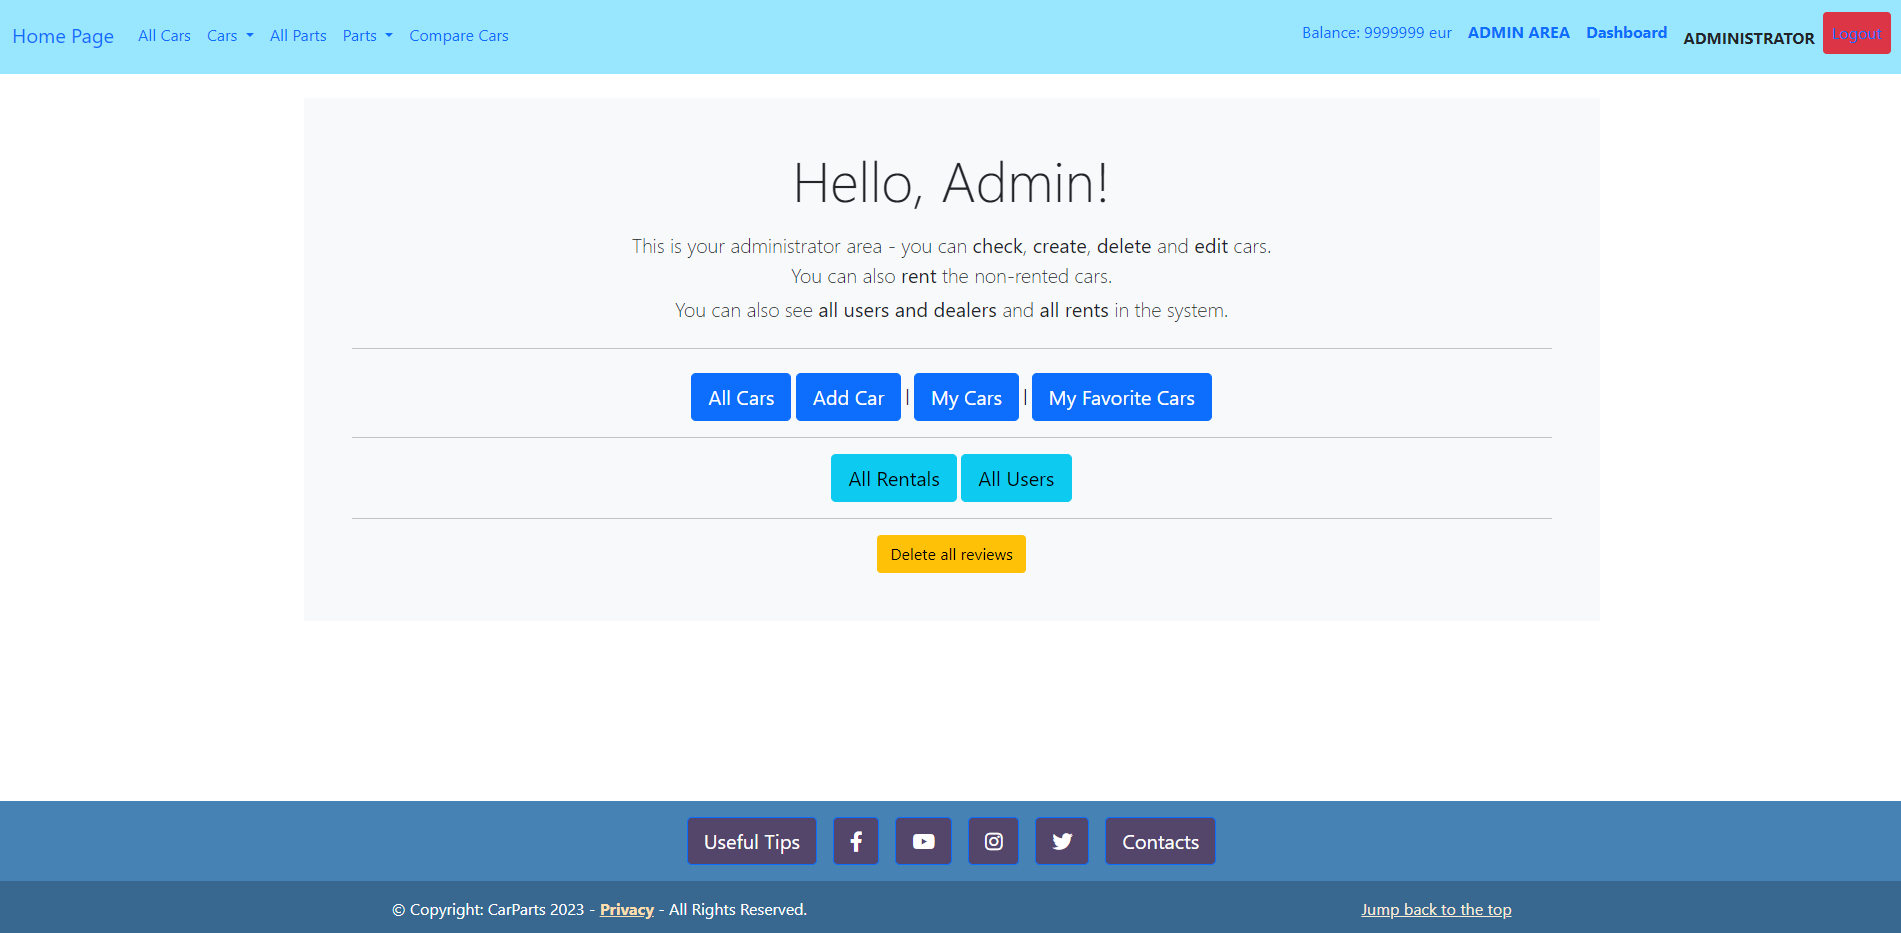 Home Page All Cars Cars All Parts Parts Compare Cars Balance: 9999999 eur ADMIN AREA Dashboard ADMINISTRATOR Logout
Hello, Admin!
This is your administrator area - you can check, create, delete and edit cars.
You can also rent the non-rented cars.
You can also see all users and dealers and all rents in the system.
All Cars Add Car | My Cars | My Favorite Cars
All Rentals All Users
Delete all reviews
Useful Tips Contacts
© Copyright: CarParts 2023 - Privacy - All Rights Reserved. Jump back to the top